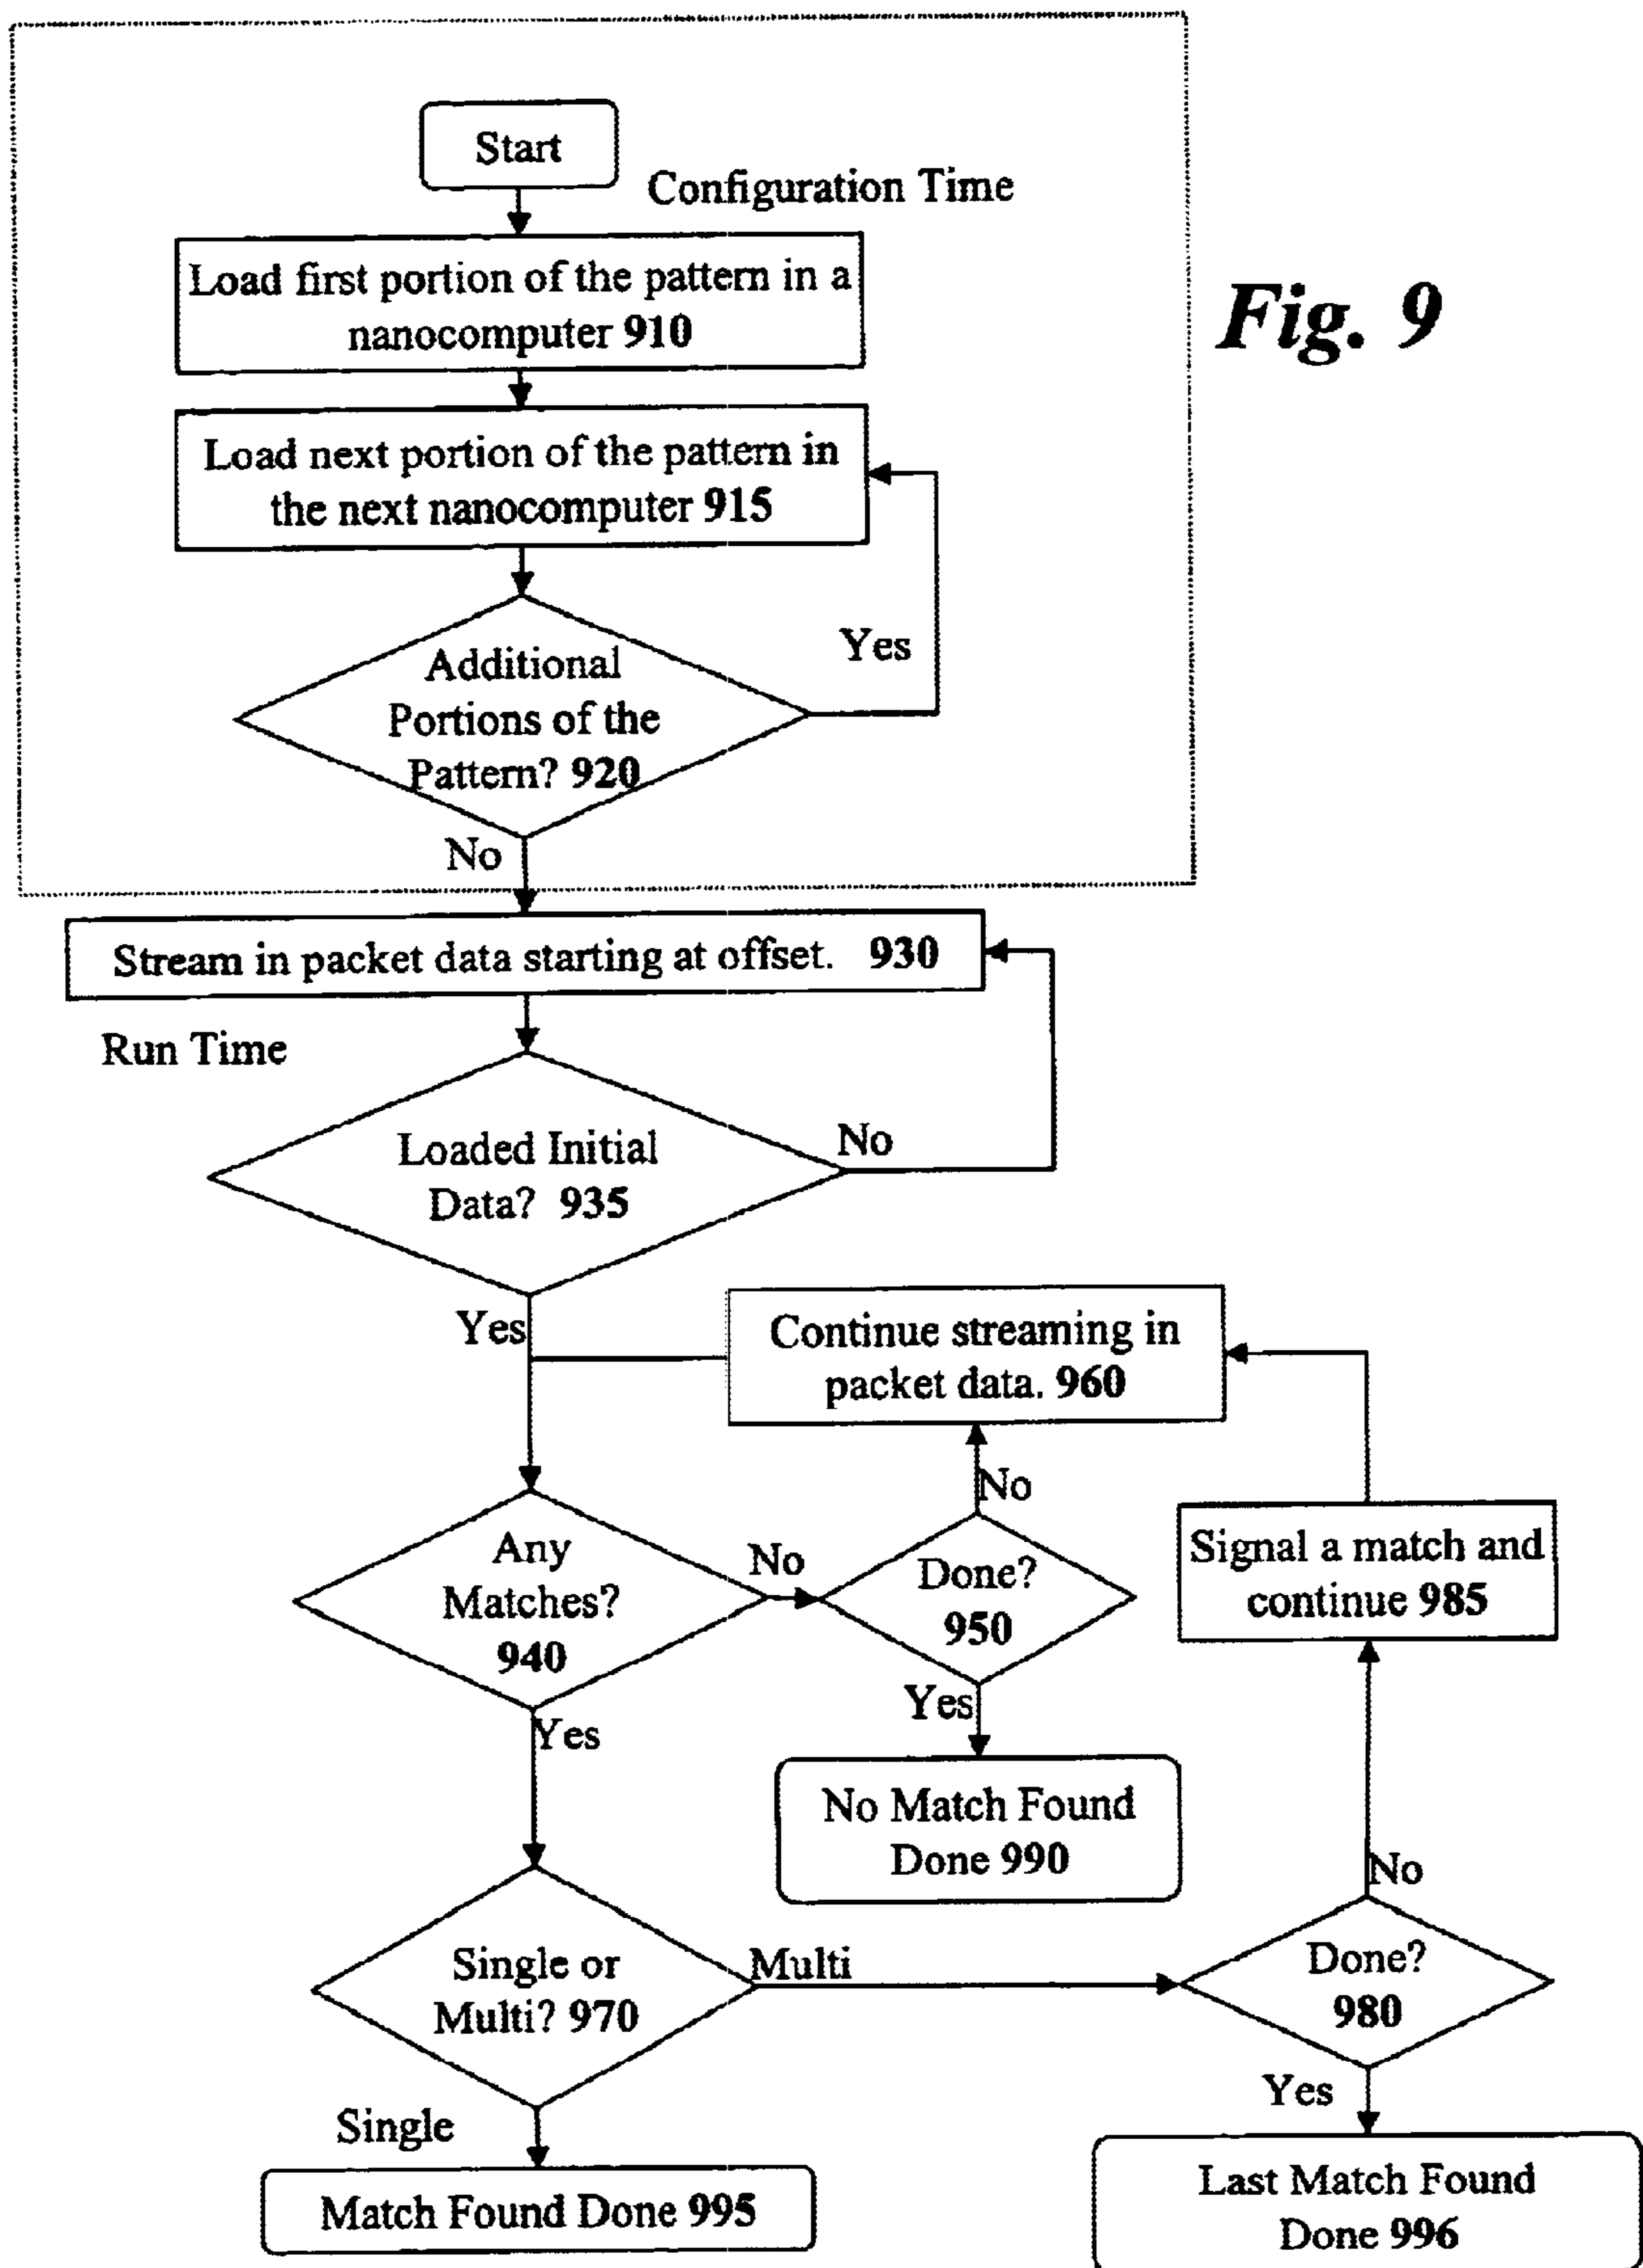 Start
Configuration Time
Load first portion of the pattern in a
nanocomputer 910
Fig. 9
Load next portion of the pattern in
the next nanocomputer 915
Yes
Additional
Portions of the
Pattern? 920
No
Stream in packet data starting at offset. 930
Run Time
No
Loaded Initial
Data? 935
Yes
Continue streaming in
packet data. 960
No
Signal a match and
continue 985
Any
Matches?
940
No
Done?
950
Yes
Yes
No Match Found
Done 990
No
Single or
Multi? 970
Multi
Done?
980
Yes
Single
Match Found Done 995
Last Match Found
Done 996